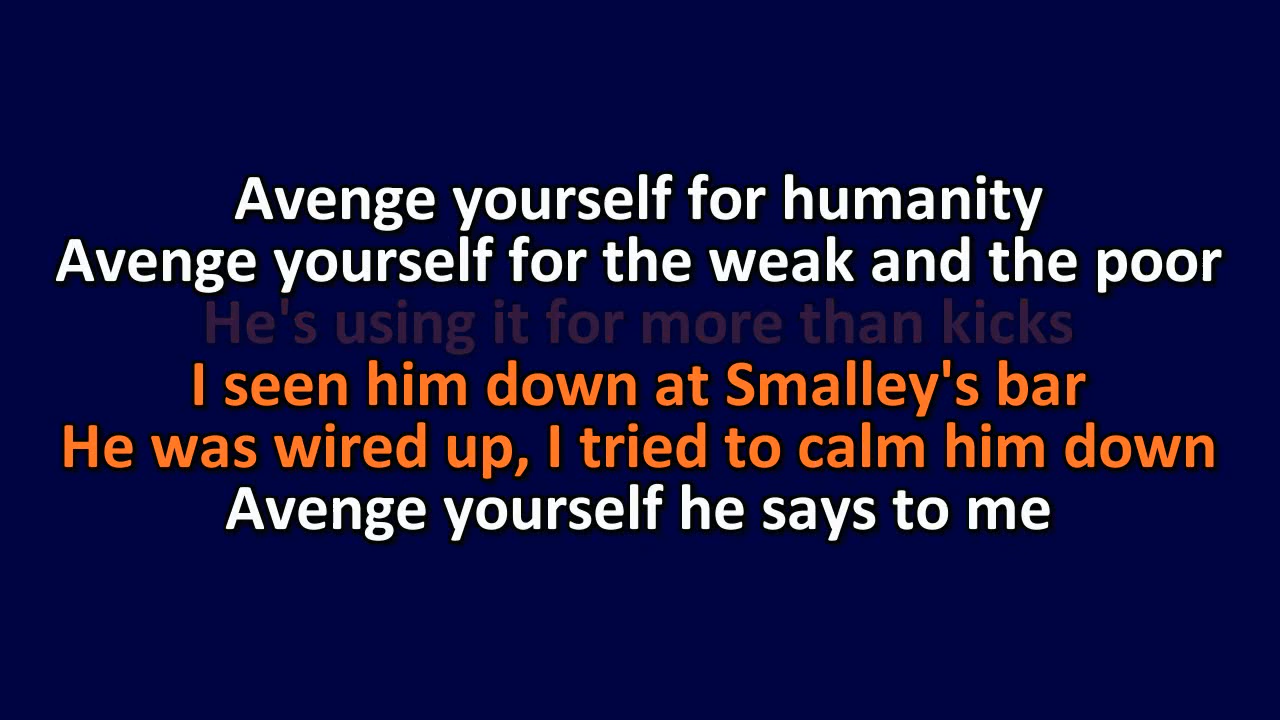 Avenge yourself for humanity
Avenge yourself for the weak and the poor
He's using it for more than kicks
I seen him down at Smalley's bar
He was wired up, I tried to calm him down
Avenge yourself he says to me